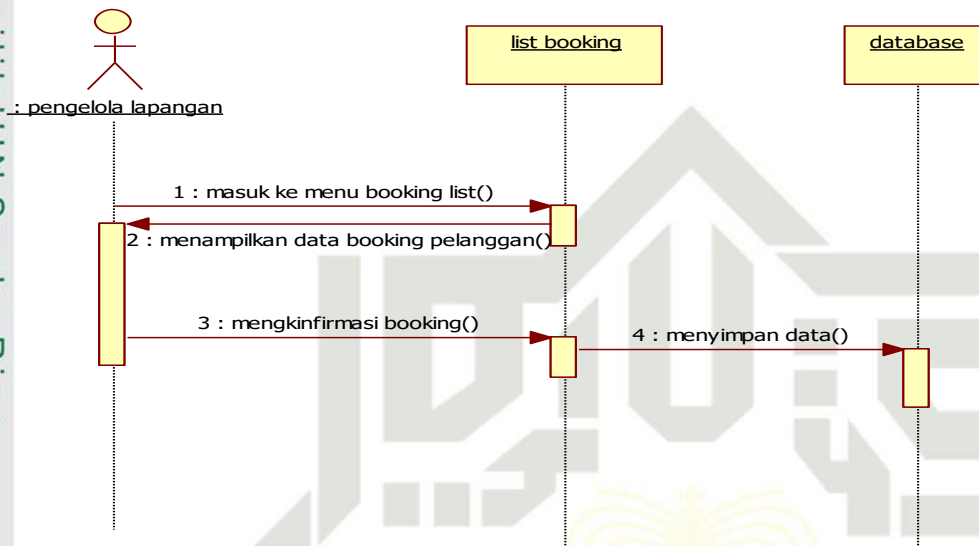 list booking
database
: pengelola lapangan
1 : masuk ke menu booking list()
2 : menampilkan data booking pelanggan()
3 : mengkinfirmasi booking()
4 : menyimpan data()